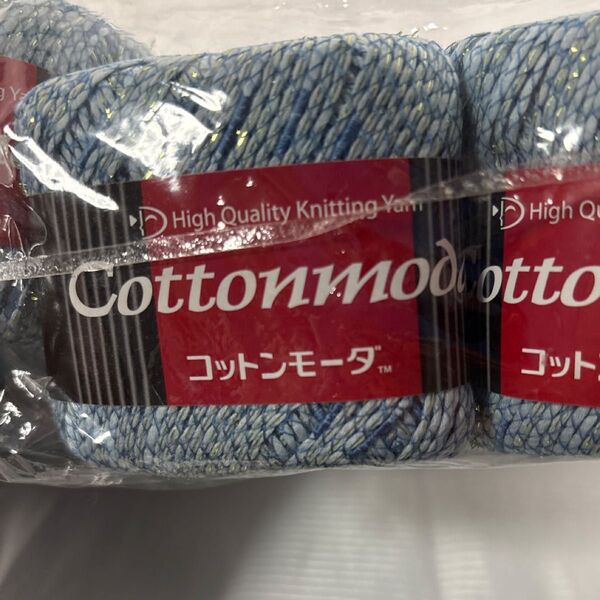 High Quality Knitting Yarn
Cottonmoda
コットンモーダ™
High Qu
otto
コット